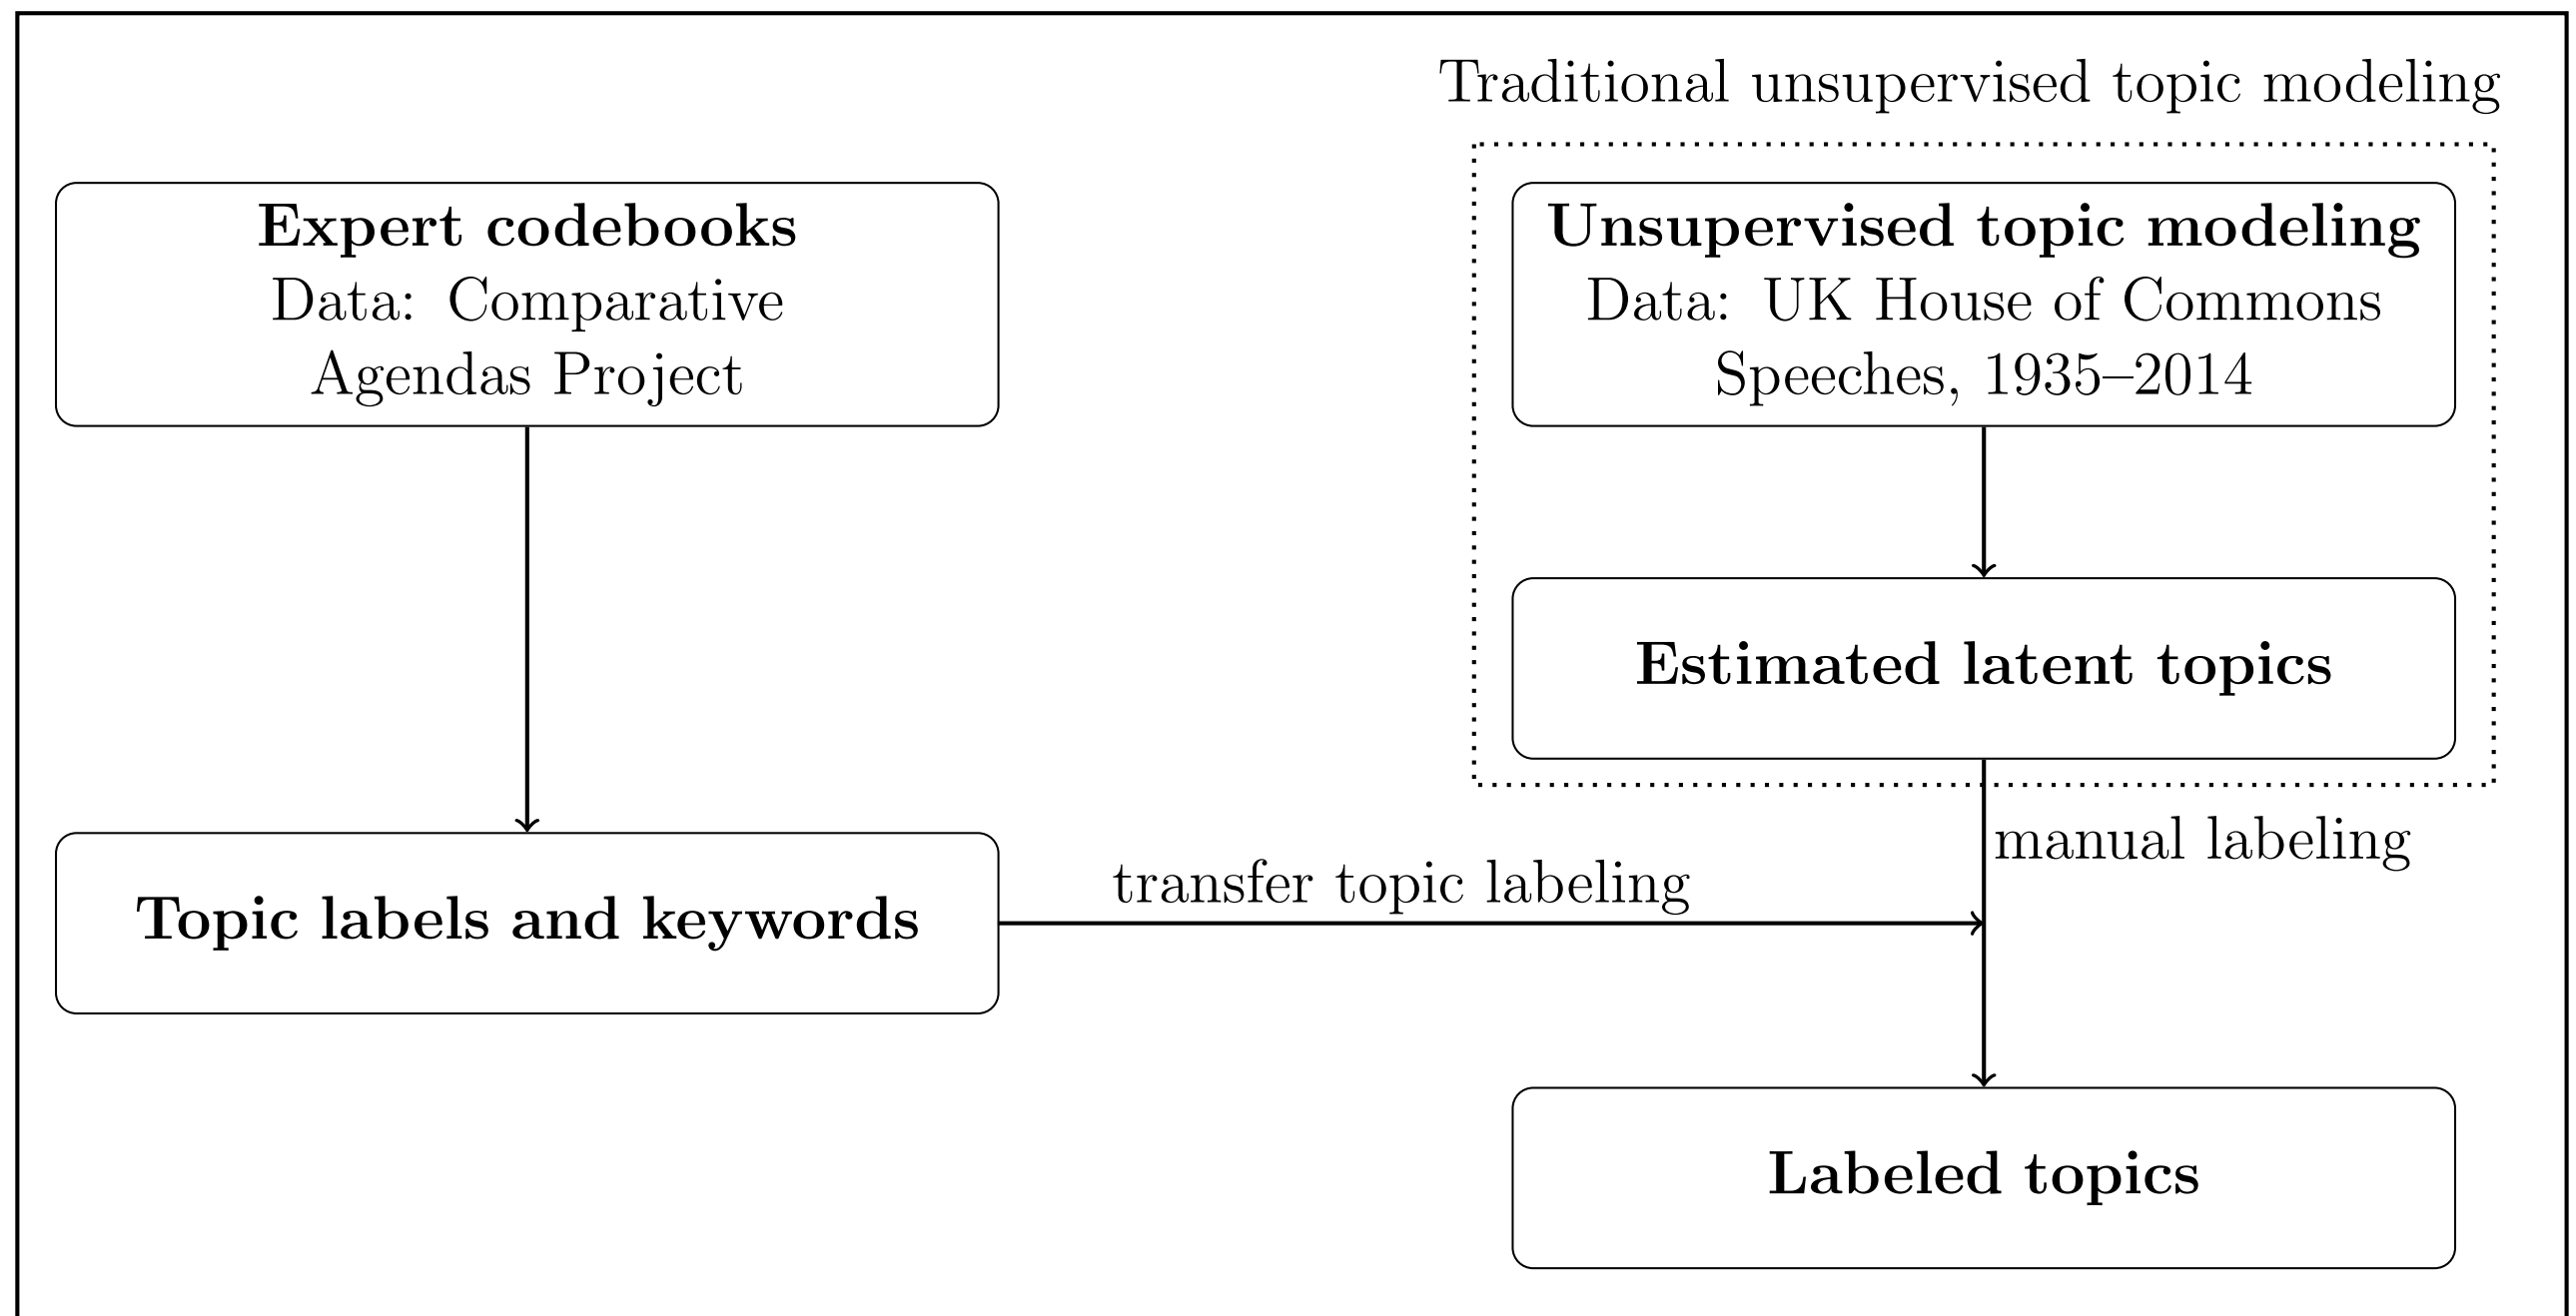 Traditional unsupervised topic modeling
Expert codebooks
Data: Comparative
Agendas Project
Unsupervised topic modeling
Data: UK House of Commons
Speeches, 1935–2014
Estimated latent topics
manual labeling
transfer topic labeling
Topic labels and keywords
Labeled topics